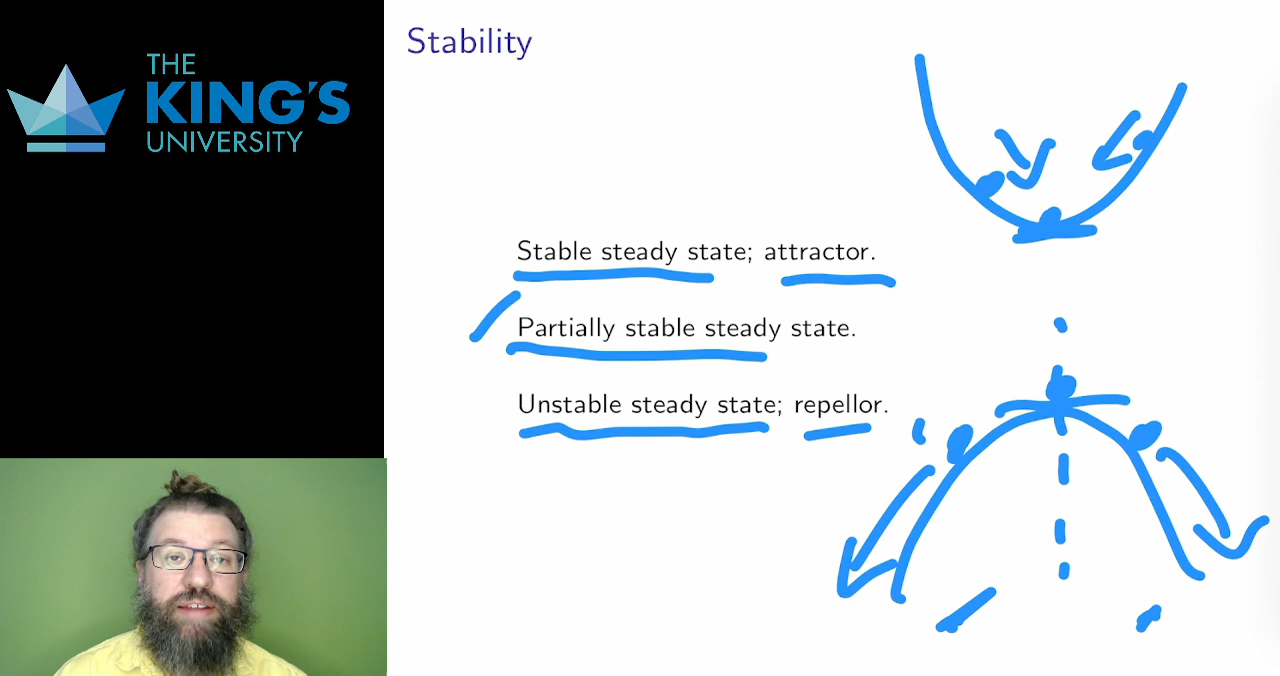 THE
KING'S
UNIVERSITY
Stability
Stable steady state; attractor.
Partially stable steady state.
Unstable steady state; repellor.